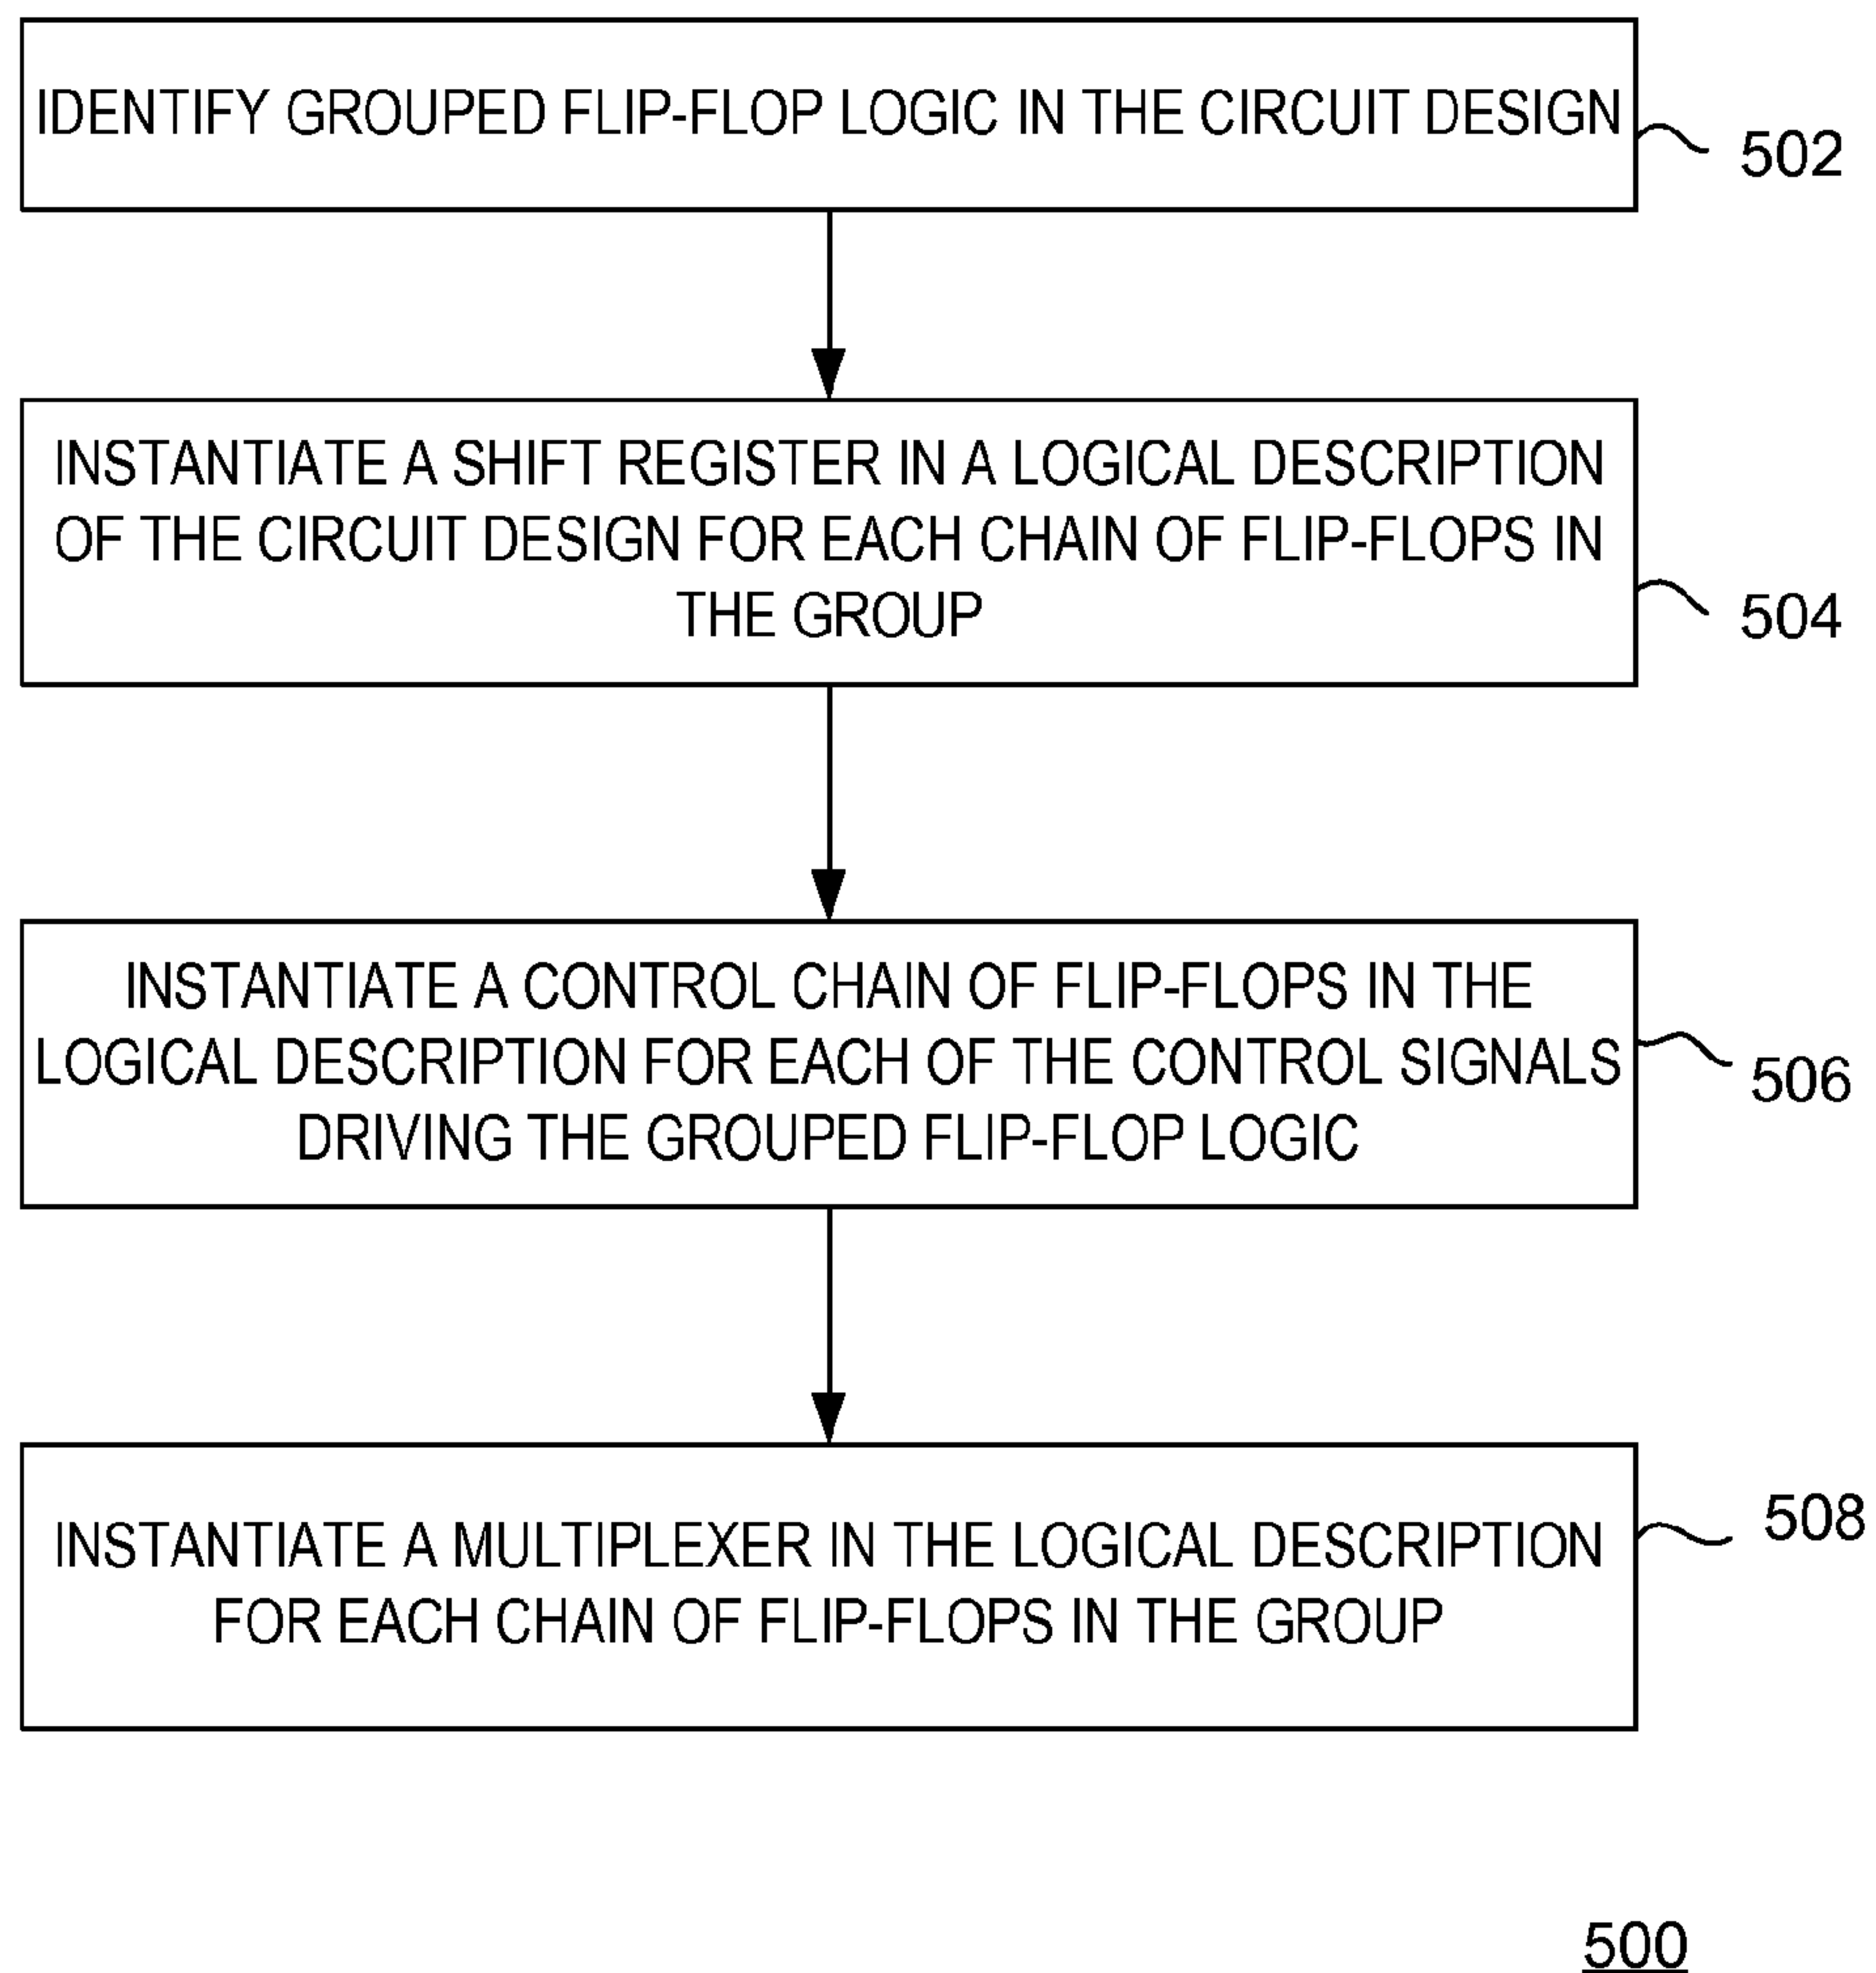 IDENTIFY GROUPED FLIP-FLOP LOGIC IN THE CIRCUIT DESIGN
502
INSTANTIATE A SHIFT REGISTER IN A LOGICAL DESCRIPTION
OF THE CIRCUIT DESIGN FOR EACH CHAIN OF FLIP-FLOPS IN
THE GROUP
504
INSTANTIATE A CONTROL CHAIN OF FLIP-FLOPS IN THE
LOGICAL DESCRIPTION FOR EACH OF THE CONTROL SIGNALS
DRIVING THE GROUPED FLIP-FLOP LOGIC
506
INSTANTIATE A MULTIPLEXER IN THE LOGICAL DESCRIPTION
FOR EACH CHAIN OF FLIP-FLOPS IN THE GROUP
508
500